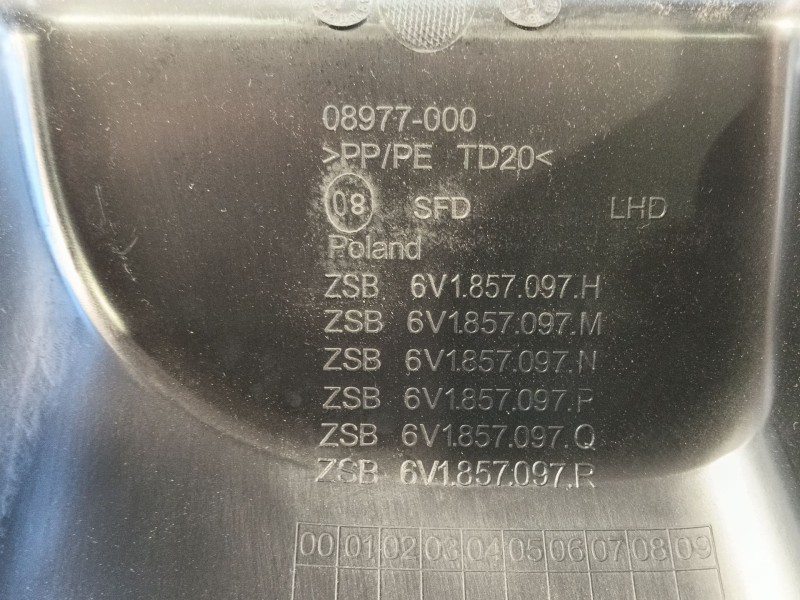 08977-000
>PP/PE TD20<
08 SFD LHD
Poland
ZSB 6V1.857.097.H
ZSB 6V1.857.097.M
ZSB 6V1.857.097.N
ZSB 6V1.857.097.P
ZSB 6V1.857.097.Q
ZSB 6V1.857.097.R
00 01 02 03 04 05 06 07 08 09